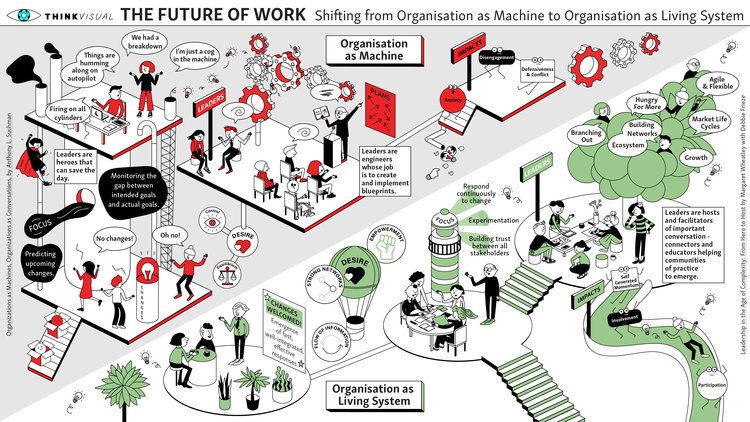 THINKVISUAL
THE FUTURE OF WORK Shifting from Organisation as Machine to Organisation as Living System
We had a
breakdown
Things are
humming
along on
autopilot
I'm just a cog
in the machine
Firing on all
cylinders
Organisation
as Machine
LEADERS
PLANS
Leaders are
engineers
whose job
is to create
and implement
blueprints.
IMPACTS
Disengagement
Defensiveness
& Conflict
Anxiety
Leaders are
heroes that
can save the
day.
Monitoring the
gap between
intended goals
and actual goals.
FOCUS
Predicting
upcoming
changes.
No changes!
Oh no!
DESIRE
Organisations as Machines, Organisations as Conversations, by Anthony L. Suchman
Agile
& Flexible
Hungry
For More
Market Life
Cycles
Building
Networks
Branching
Out
Ecosystem
Growth
LEADERS
Leaders are hosts
and facilitators
of important
conversation -
connectors and
educators helping
communities
of practice
to emerge.
Respond
continuously
to change
FOCUS
Experimentation
Building trust
between all
stakeholders
EMPOWERMENT
STRONG NETWORKS
DESIRE
FLOW OF INFORMATION
CHANGES
WELCOMED!
Emergence
of fast,
well-integrated,
effective
responses
IMPACTS
Self
Generated
Momentum
Involvement
Participation
Organisation as
Living System
Leadership in the Age of Complexity: From Hero to Host by Margaret Wheatley with Debbie Frieze